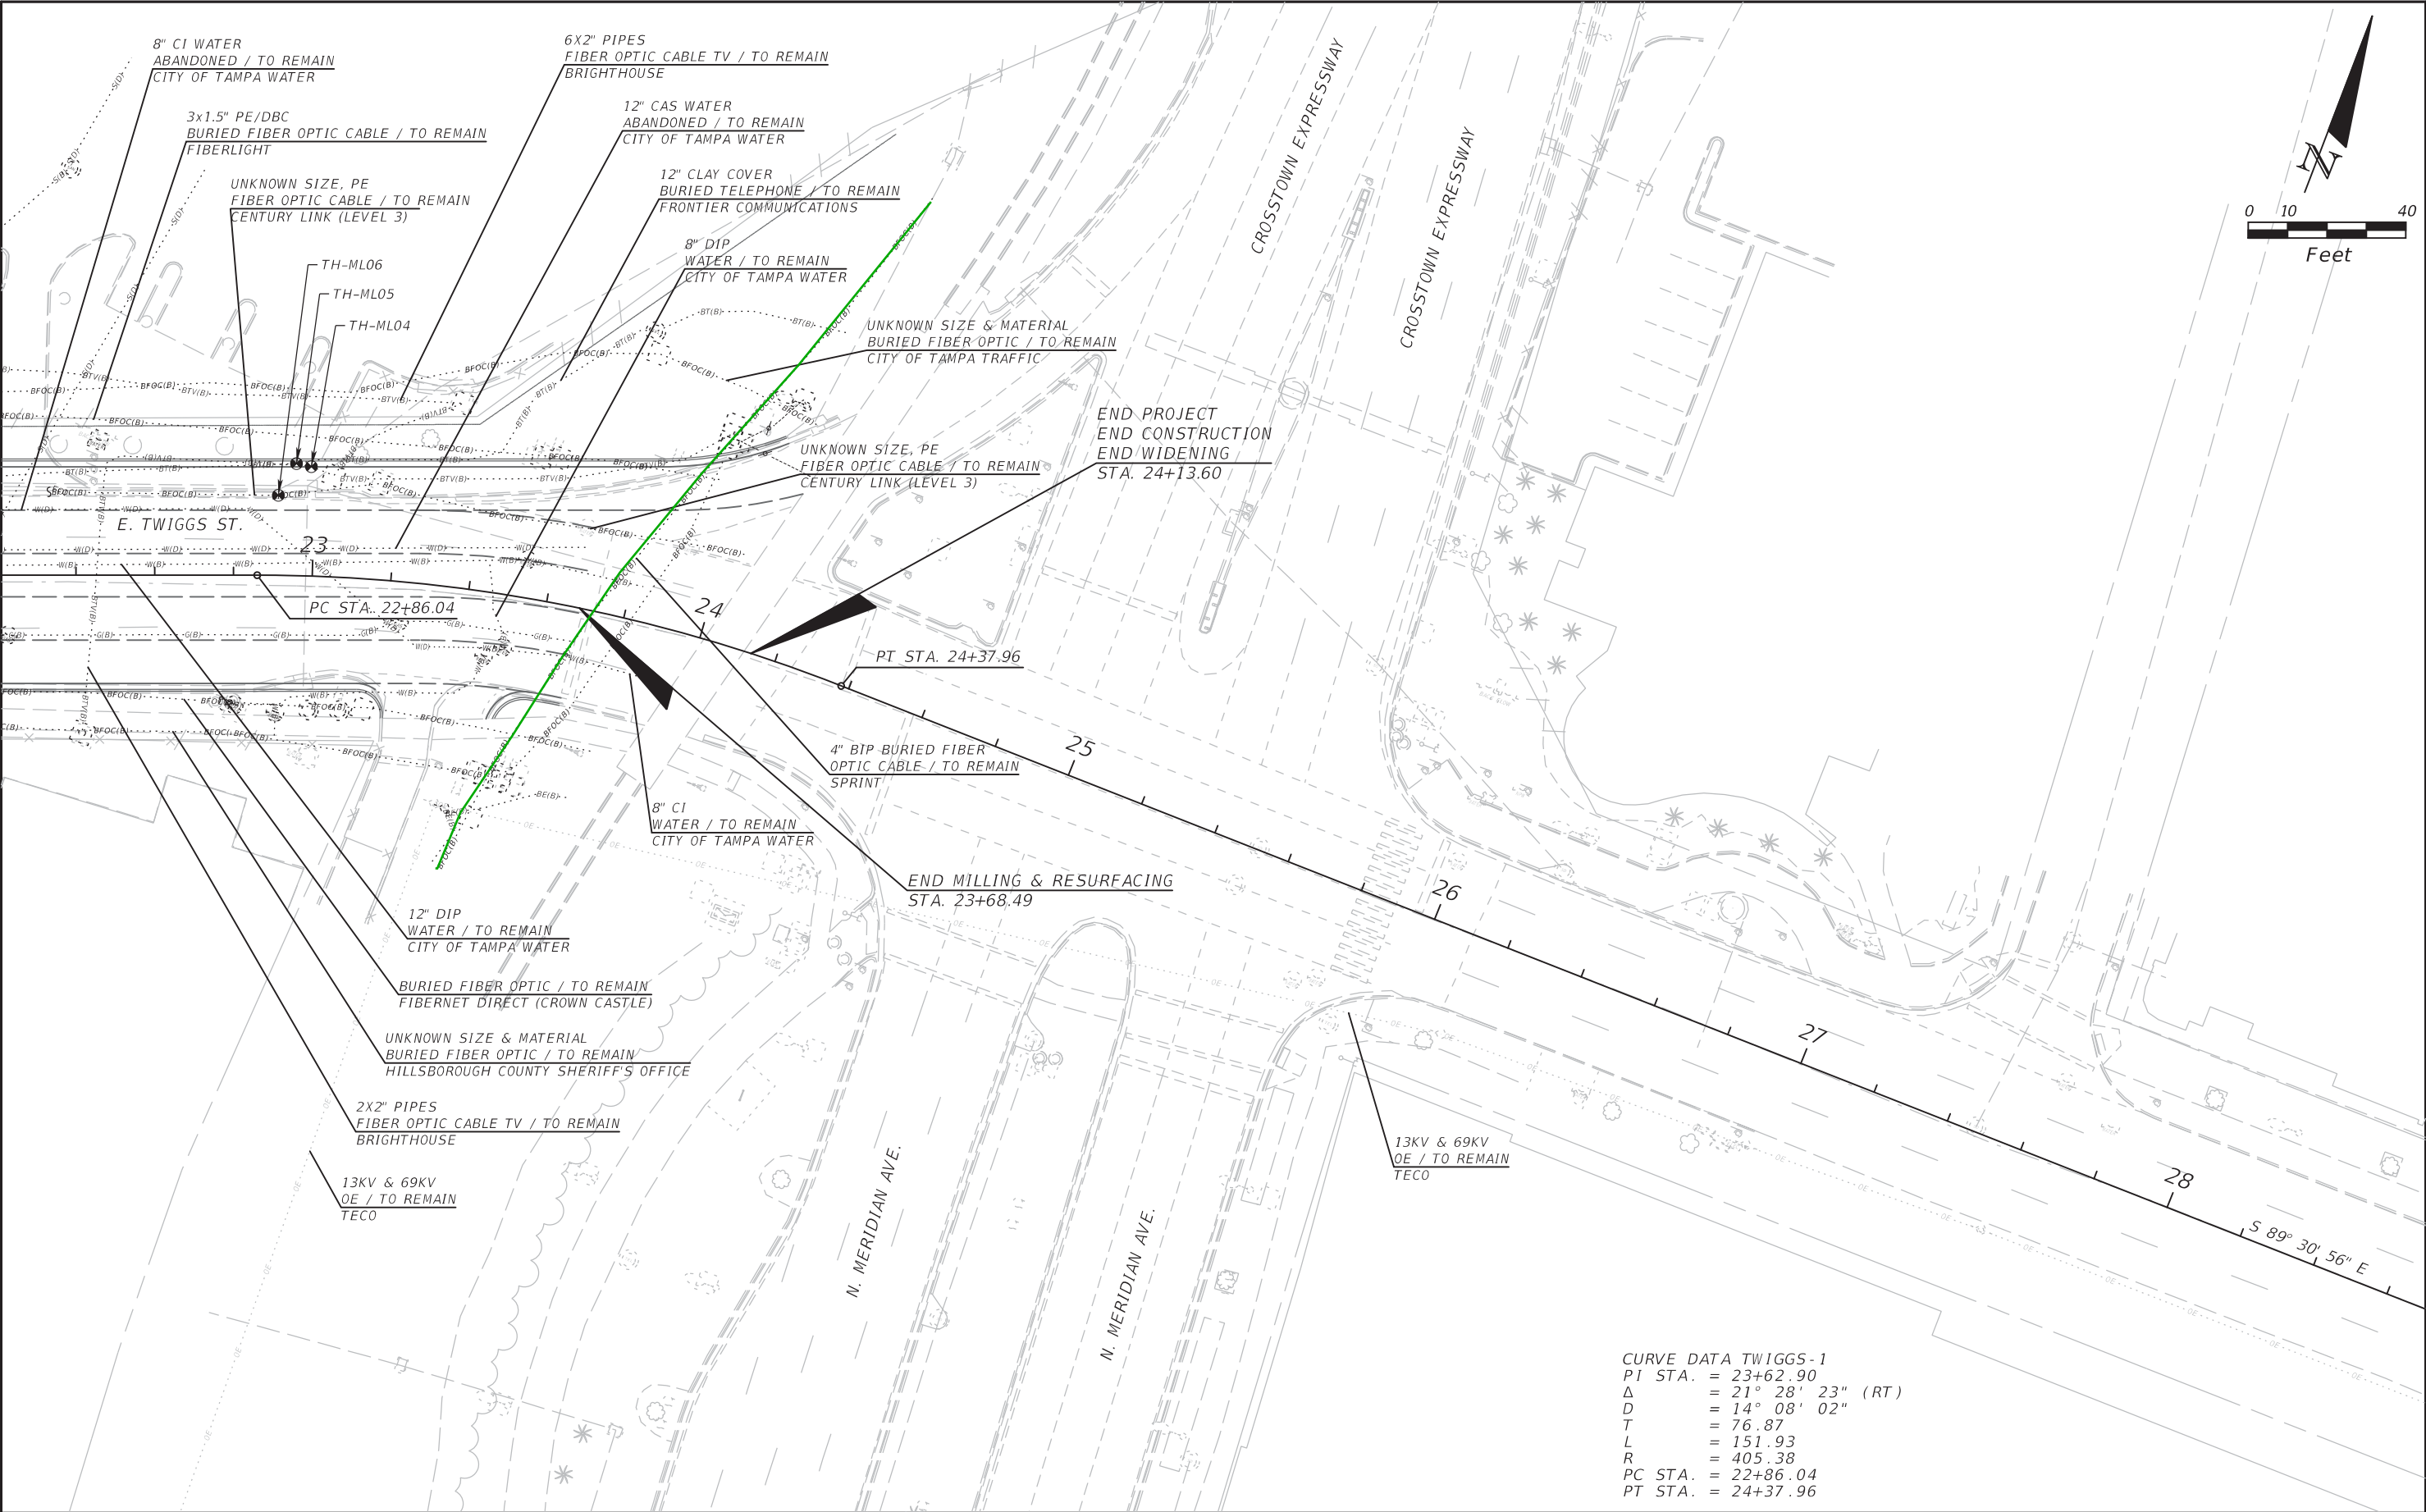 8" CI WATER
ABANDONED / TO REMAIN
CITY OF TAMPA WATER
3x1.5" PE/DBC
BURIED FIBER OPTIC CABLE / TO REMAIN
FIBERLIGHT
UNKNOWN SIZE, PE
FIBER OPTIC CABLE / TO REMAIN
CENTURY LINK (LEVEL 3)
TH-ML06
TH-ML05
TH-ML04
6X2" PIPES
FIBER OPTIC CABLE TV / TO REMAIN
BRIGHTHOUSE
12" CAS WATER
ABANDONED / TO REMAIN
CITY OF TAMPA WATER
12" CLAY COVER
BURIED TELEPHONE / TO REMAIN
FRONTIER COMMUNICATIONS
8" DIP
WATER / TO REMAIN
CITY OF TAMPA WATER
UNKNOWN SIZE & MATERIAL
BURIED FIBER OPTIC / TO REMAIN
CITY OF TAMPA TRAFFIC
UNKNOWN SIZE, PE
FIBER OPTIC CABLE / TO REMAIN
CENTURY LINK (LEVEL 3)
END PROJECT
END CONSTRUCTION
END WIDENING
STA. 24+13.60
CROSSTOWN EXPRESSWAY
CROSSTOWN EXPRESSWAY
N
0 10 40
Feet
E. TWIGGS ST.
23
PC STA. 22+86.04
24
PT STA. 24+37.96
25
26
27
28
S 89° 30' 56" E
4" BIP BURIED FIBER
OPTIC CABLE / TO REMAIN
SPRINT
8" CI
WATER / TO REMAIN
CITY OF TAMPA WATER
END MILLING & RESURFACING
STA. 23+68.49
12" DIP
WATER / TO REMAIN
CITY OF TAMPA WATER
BURIED FIBER OPTIC / TO REMAIN
FIBERNET DIRECT (CROWN CASTLE)
UNKNOWN SIZE & MATERIAL
BURIED FIBER OPTIC / TO REMAIN
HILLSBOROUGH COUNTY SHERIFF'S OFFICE
2X2" PIPES
FIBER OPTIC CABLE TV / TO REMAIN
BRIGHTHOUSE
13KV & 69KV
OE / TO REMAIN
TECO
13KV & 69KV
OE / TO REMAIN
TECO
N. MERIDIAN AVE.
N. MERIDIAN AVE.
CURVE DATA TWIGGS-1
PI STA. = 23+62.90
Δ = 21° 28' 23" (RT)
D = 14° 08' 02"
T = 76.87
L = 151.93
R = 405.38
PC STA. = 22+86.04
PT STA. = 24+37.96